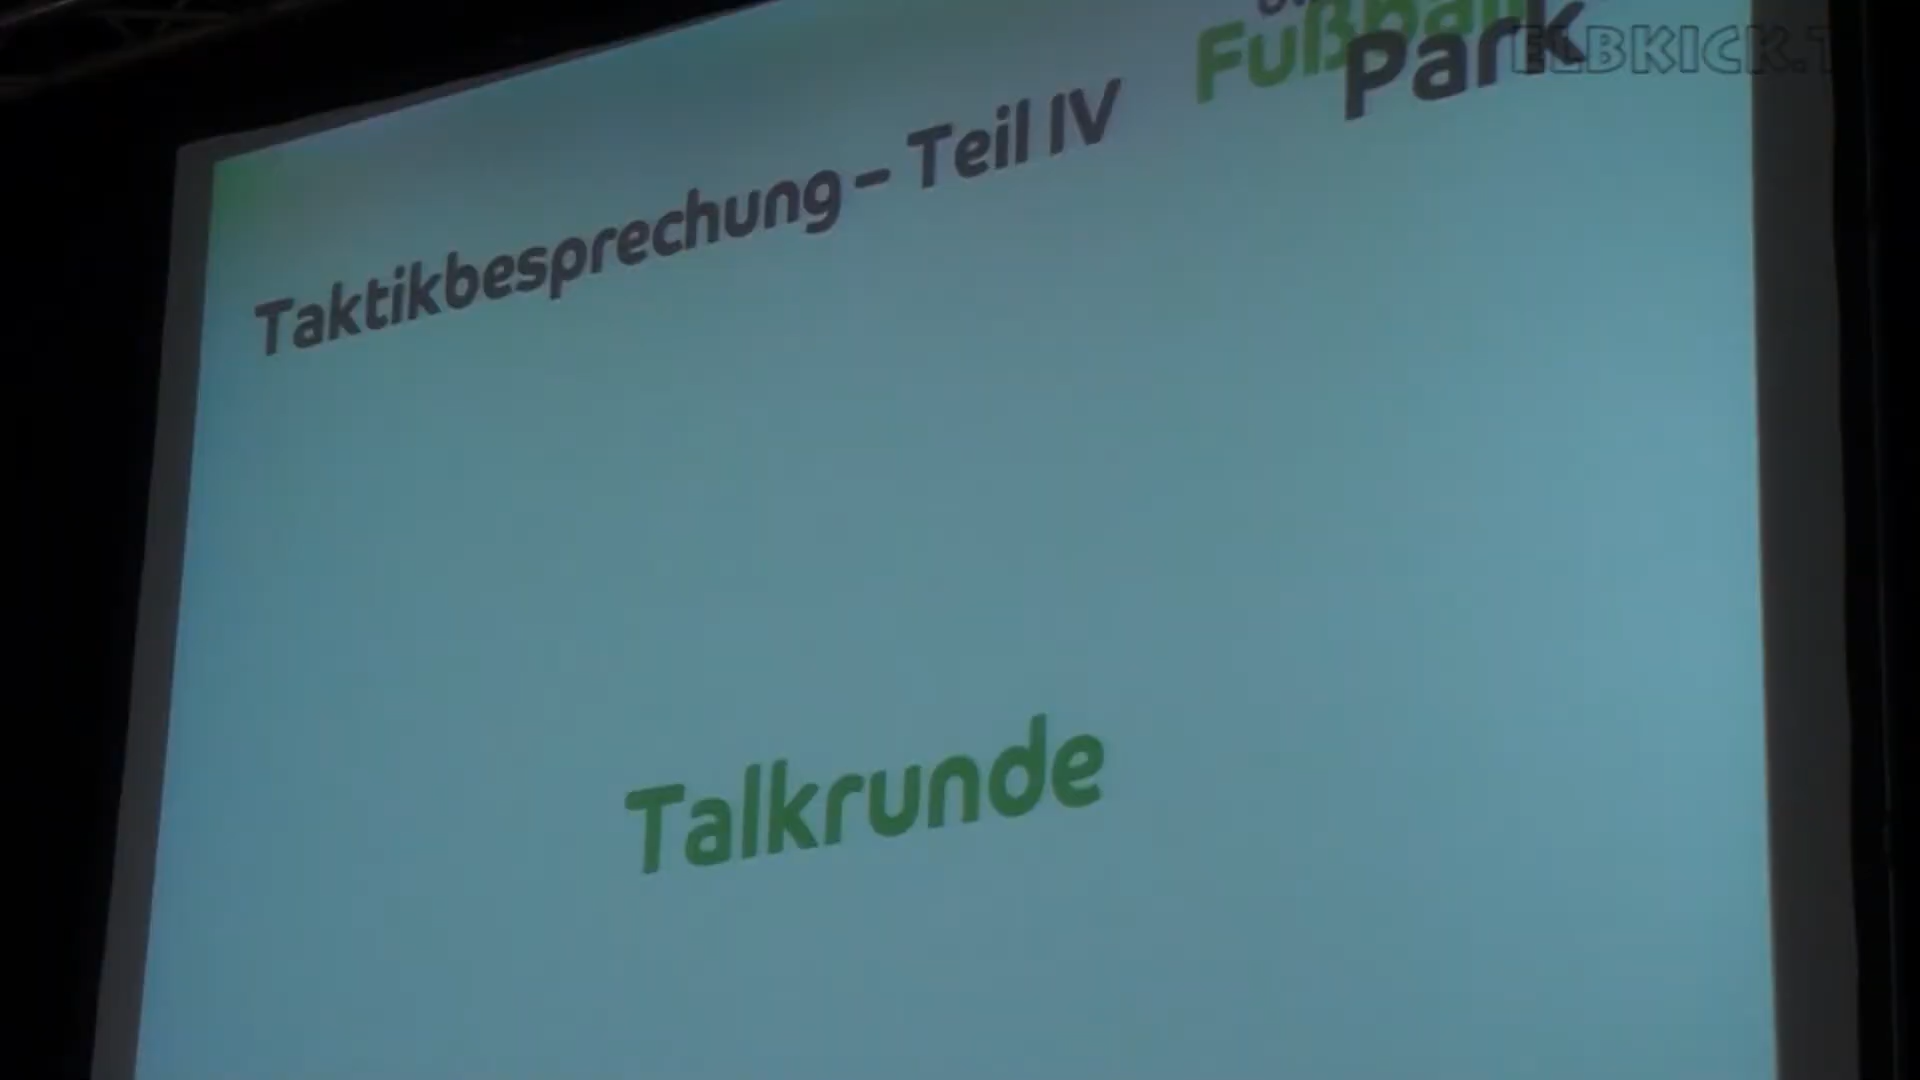 Fußball
Park
ELBKICK.T
Taktikbesprechung – Teil IV
Talkrunde